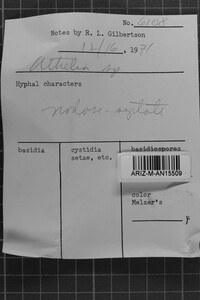 No. 6108
Notes by R. L. Gilbertson
12/16, 1971
Athelia sp
Hyphal characters
nodose-septate
basidia
cystidia
setae, etc.
basidiospores
ARIZ-M-AN15509
color
Melzer's